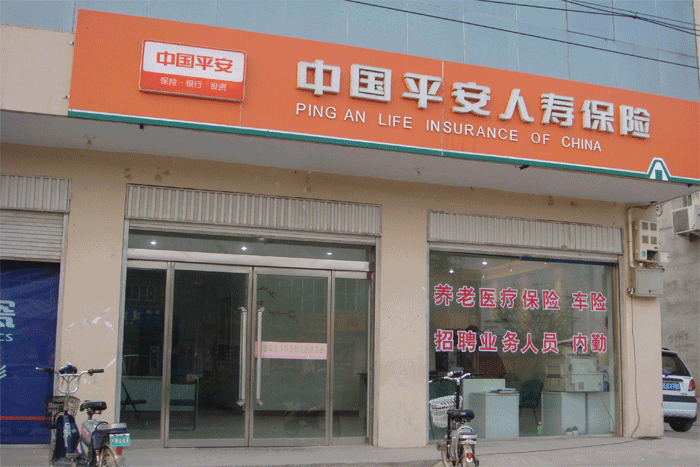 中国平安
保险·银行 投资
中国平安人寿保险
PING AN LIFE INSURANCE OF CHINA
养老医疗保险 车险
招聘业务人员 内勤